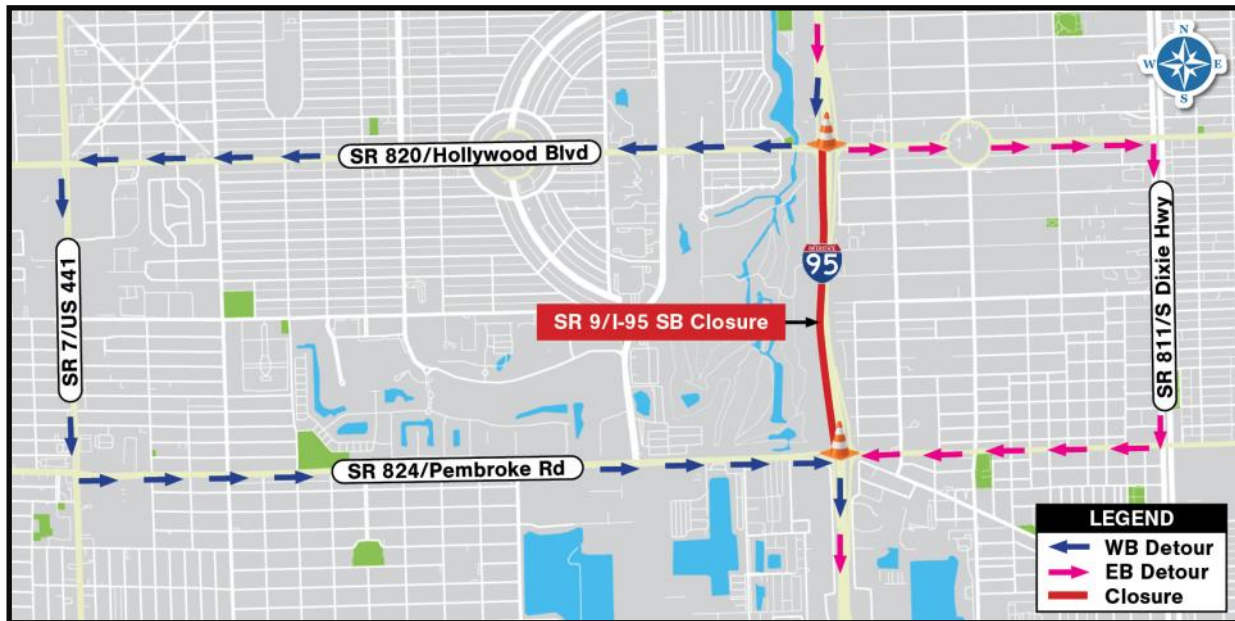 N
W E
S
SR 820/Hollywood Blvd
SR 7/US 441
INTERSTATE
95
SR 9/I-95 SB Closure
SR 811/S Dixie Hwy
SR 824/Pembroke Rd
LEGEND
WB Detour
EB Detour
Closure